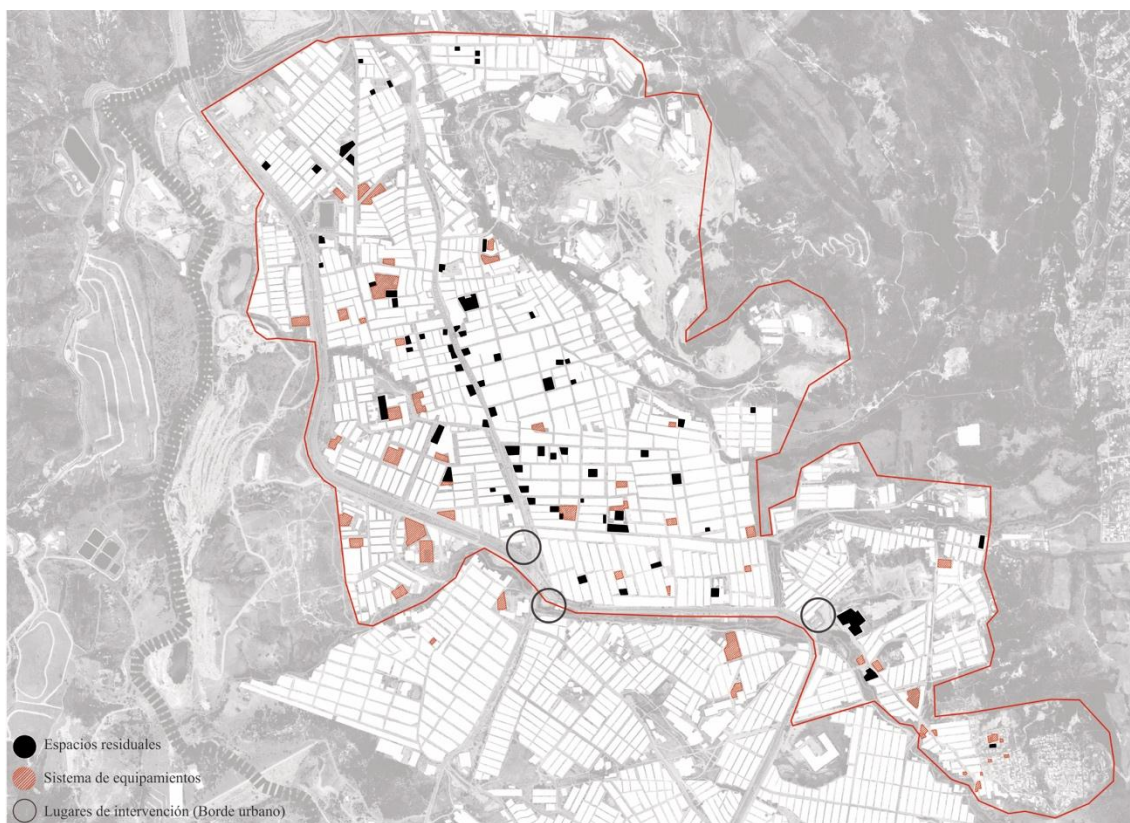 Espacios residuales
Sistema de equipamientos
Lugares de intervención (Borde urbano)